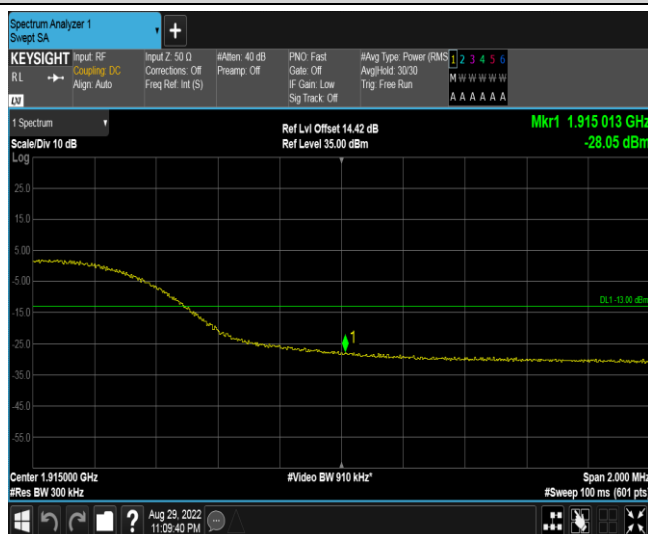 Spectrum Analyzer 1
Swept SA
+
KEYSIGHT
RL
LXI
Input: RF
Coupling: DC
Align: Auto
Input Z: 50 Ω
Corrections: Off
Freq Ref: Int (S)
#Atten: 40 dB
Preamp: Off
PNO: Fast
Gate: Off
IF Gain: Low
Sig Track: Off
#Avg Type: Power (RMS
Avg|Hold: 30/30
Trig: Free Run
1 2 3 4 5 6
M W W W W W
A A A A A A
1 Spectrum
Scale/Div 10 dB
Ref Lvl Offset 14.42 dB
Ref Level 35.00 dBm
Mkr1 1.915 013 GHz
-28.05 dBm
Log
25.0
15.0
5.00
-5.00
-15.0
-25.0
-35.0
-45.0
-55.0
DL1 -13.00 dBm
1
Center 1.915000 GHz
#Res BW 300 kHz
#Video BW 910 kHz*
Span 2.000 MHz
#Sweep 100 ms (601 pts)
?
Aug 29, 2022
11:09:40 PM